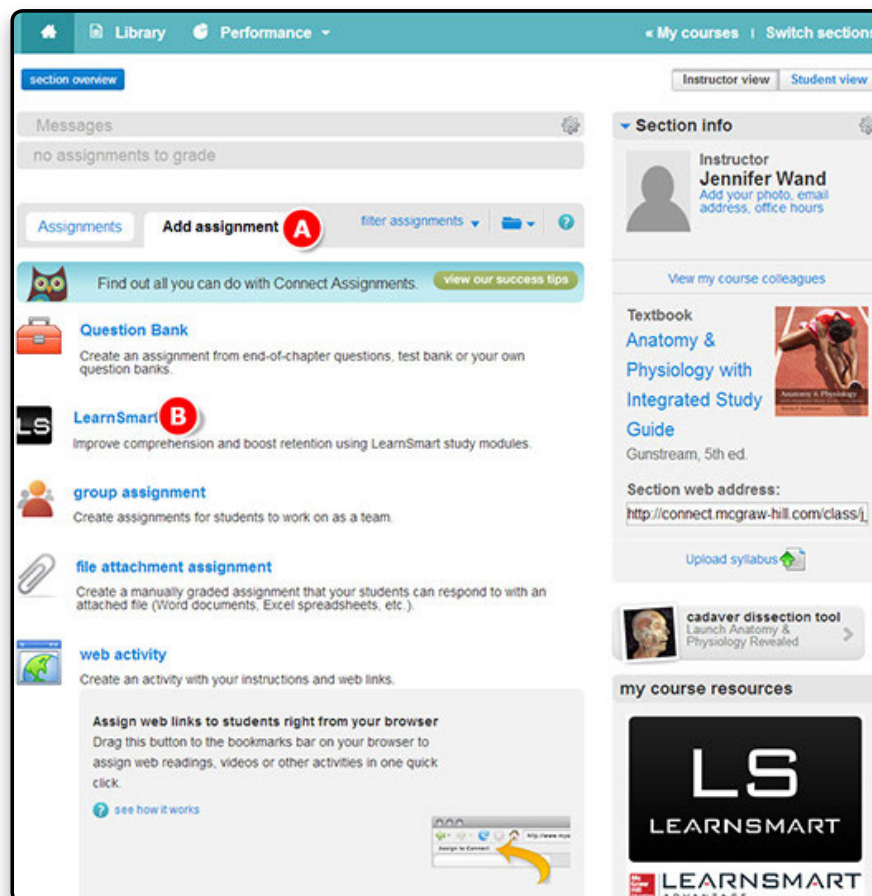 Library Performance « My courses | Switch sections
section overview
Instructor view Student view
Messages
no assignments to grade
Assignments Add assignment A filter assignments ?
Find out all you can do with Connect Assignments. view our success tips
Question Bank
Create an assignment from end-of-chapter questions, test bank or your own
question banks.
LS
LearnSmart B
Improve comprehension and boost retention using LearnSmart study modules.
group assignment
Create assignments for students to work on as a team.
file attachment assignment
Create a manually graded assignment that your students can respond to with an
attached file (Word documents, Excel spreadsheets, etc.).
web activity
Create an activity with your instructions and web links.
Assign web links to students right from your browser
Drag this button to the bookmarks bar on your browser to
assign web readings, videos or other activities in one quick
click.
? see how it works
Assign to Connect
Section info
Instructor
Jennifer Wand
Add your photo, email
address, office hours
View my course colleagues
Textbook
Anatomy &
Physiology with
Integrated Study
Guide
Gunstream, 5th ed.
Anatomy & Physiology
Section web address:
http://connect.mcgraw-hill.com/class/j_
Upload syllabus
cadaver dissection tool
Launch Anatomy &
Physiology Revealed
my course resources
LS
LEARNSMART
LEARNSMART
ADVANTAGE